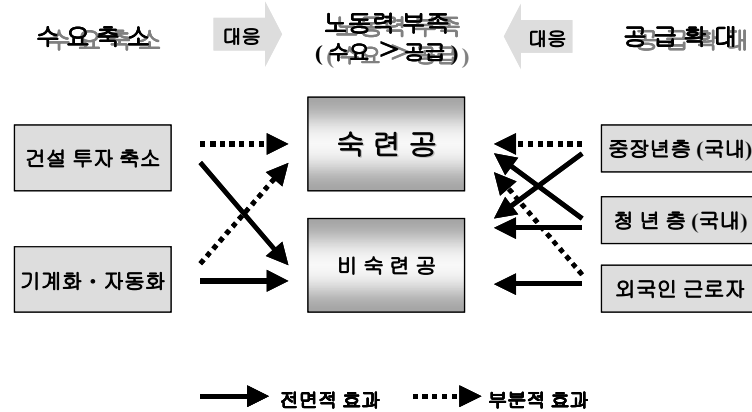 수요축소
대응
노동력 부족
(수요 > 공급)
대응
공급확대
건설 투자 축소
기계화・자동화
숙 련 공
비 숙 련 공
중장년층 (국내)
청 년 층 (국내)
외국인 근로자
전면적 효과
부분적 효과